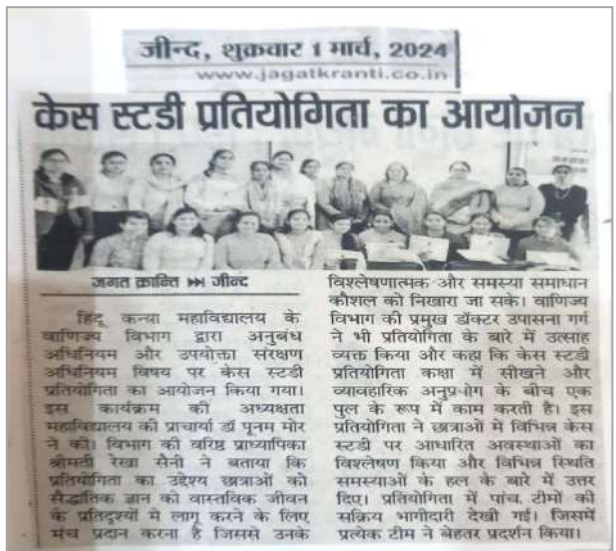 जीन्द, शुक्रवार 1 मार्च, 2024
www.jagatkranti.co.in
केस स्टडी प्रतियोगिता का आयोजन
जगत क्रान्ति ▶▶ जीन्द
हिंदू कन्या महाविद्यालय के
वाणिज्य विभाग द्वारा अनुबंध
अधिनियम और उपयोक्ता संरक्षण
अधिनियम विषय पर केस स्टडी
प्रतियोगिता का आयोजन किया गया।
इस कार्यक्रम की अध्यक्षता
महाविद्यालय की प्राचार्या डॉ पूनम मोर
ने की। विभाग की वरिष्ठ प्राध्यापिका
श्रीमती रेखा सैनी ने बताया कि
प्रतियोगिता का उद्देश्य छात्राओं को
सैद्धांतिक ज्ञान को वास्तविक जीवन
के प्रतिदृश्यों मे लागू करने के लिए
मंच प्रदान करना है जिससे उनके
विश्लेषणात्मक और समस्या समाधान
कौशल को निखारा जा सके। वाणिज्य
विभाग की प्रमुख डॉक्टर उपासना गर्ग
ने भी प्रतियोगिता के बारे में उत्साह
व्यक्त किया और कहा कि केस स्टडी
प्रतियोगिता कक्षा में सीखने और
व्यावहारिक अनुप्रयोग के बीच एक
पुल के रूप में काम करती है। इस
प्रतियोगिता ने छात्राओं में विभिन्न केस
स्टडी पर आधारित अवस्थाओं का
विश्लेषण किया और विभिन्न स्थिति
समस्याओं के हल के बारे में उत्तर
दिए। प्रतियोगिता में पांच, टीमों की
सक्रिय भागीदारी देखी गई। जिसमें
प्रत्येक टीम ने बेहतर प्रदर्शन किया।